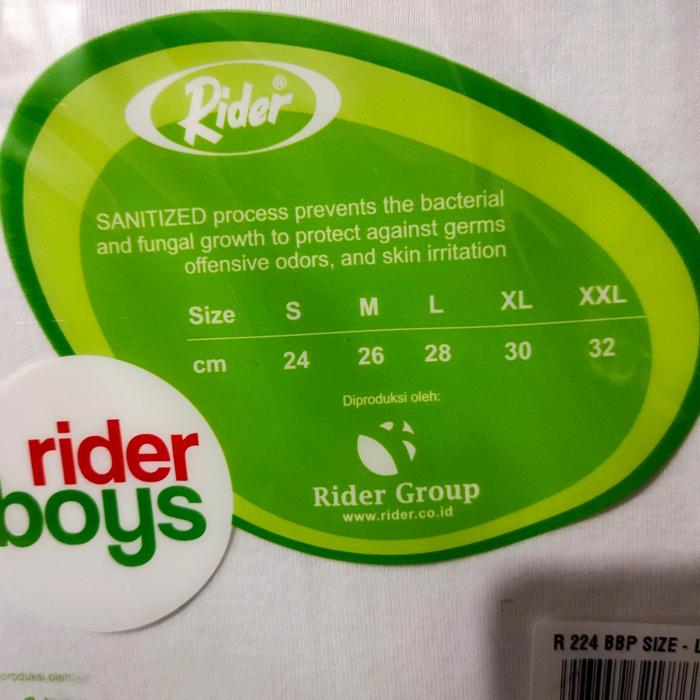 Rider®
SANITIZED process prevents the bacterial
and fungal growth to protect against germs
offensive odors, and skin irritation
Size S M L XL XXL
cm 24 26 28 30 32
Diproduksi oleh:
Rider Group
www.rider.co.id
rider
boys
R 224 BBP SIZE - L
produksi oleh: